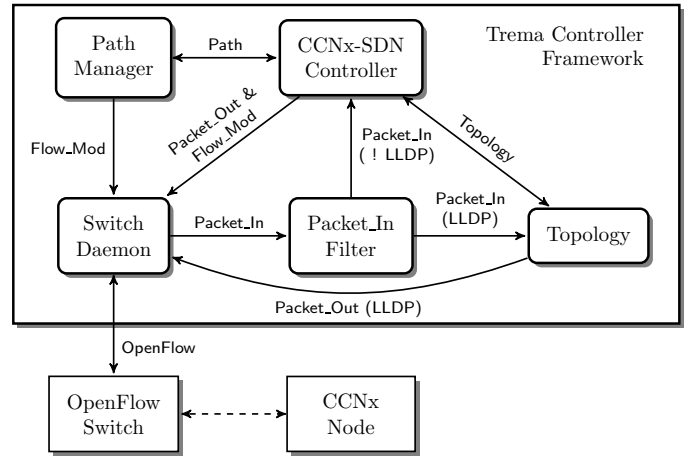 Path
Manager
Path
CCNx-SDN
Controller
Trema Controller
Framework
Flow_Mod
Packet_Out &
Flow_Mod
Packet_In
( ! LLDP)
Topology
Switch
Daemon
Packet_In
Packet_In
Filter
Packet_In
(LLDP)
Topology
Packet_Out (LLDP)
OpenFlow
OpenFlow
Switch
CCNx
Node